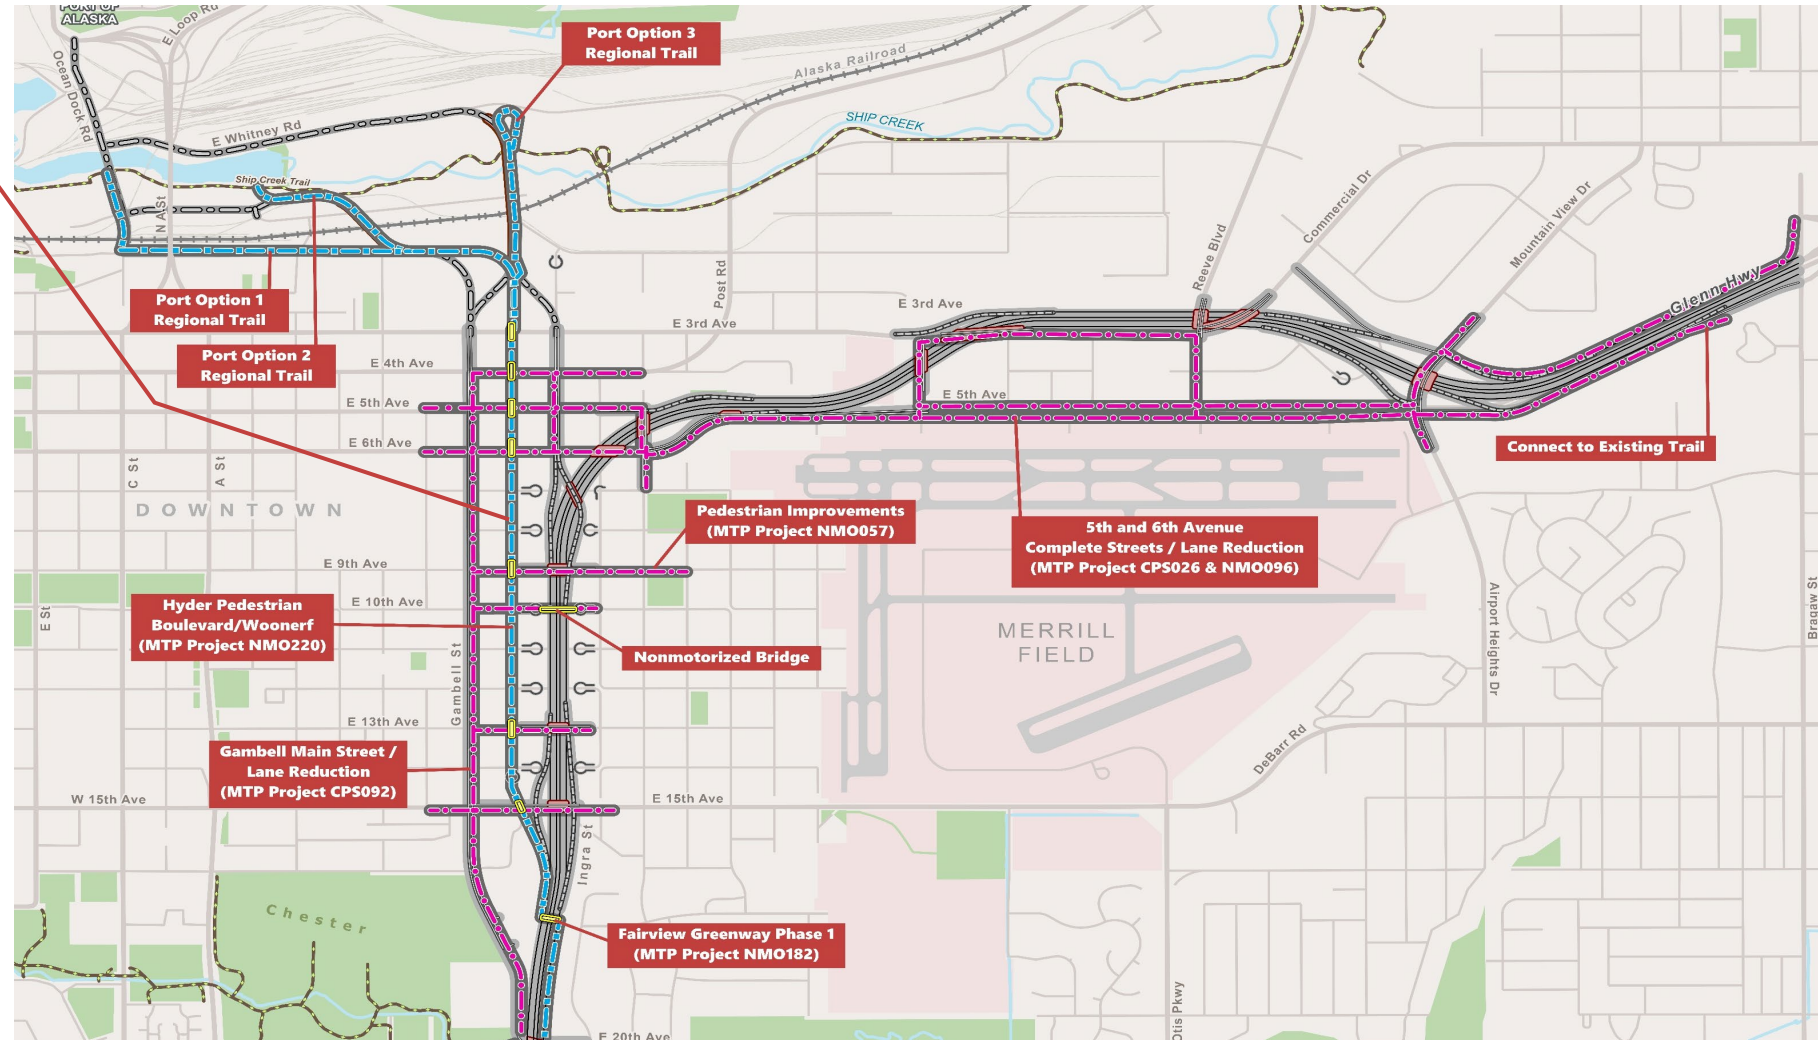 PORT OF
ALASKA
E Loop Rd
Ocean Dock Rd
Port Option 3
Regional Trail
Alaska Railroad
E Whitney Rd
SHIP CREEK
Ship Creek Trail
N A St
Port Option 1
Regional Trail
Port Option 2
Regional Trail
Post Rd
Reeve Blvd
Commercial Dr
Mountain View Dr
Glenn Hwy
E 3rd Ave
E 3rd Ave
E 4th Ave
E 5th Ave
E 5th Ave
E 6th Ave
Connect to Existing Trail
C St
A St
DOWNTOWN
Pedestrian Improvements
(MTP Project NMO057)
5th and 6th Avenue
Complete Streets / Lane Reduction
(MTP Project CPS026 & NMO096)
E 9th Ave
E 10th Ave
E St
Hyder Pedestrian
Boulevard/Woonerf
(MTP Project NMO220)
Nonmotorized Bridge
MERRILL
FIELD
Airport Heights Dr
Bragaw St
Gambell St
E 13th Ave
Gambell Main Street /
Lane Reduction
(MTP Project CPS092)
DeBarr Rd
W 15th Ave
E 15th Ave
Ingra St
Chester
Fairview Greenway Phase 1
(MTP Project NMO182)
Otis Pkwy
E 20th Ave